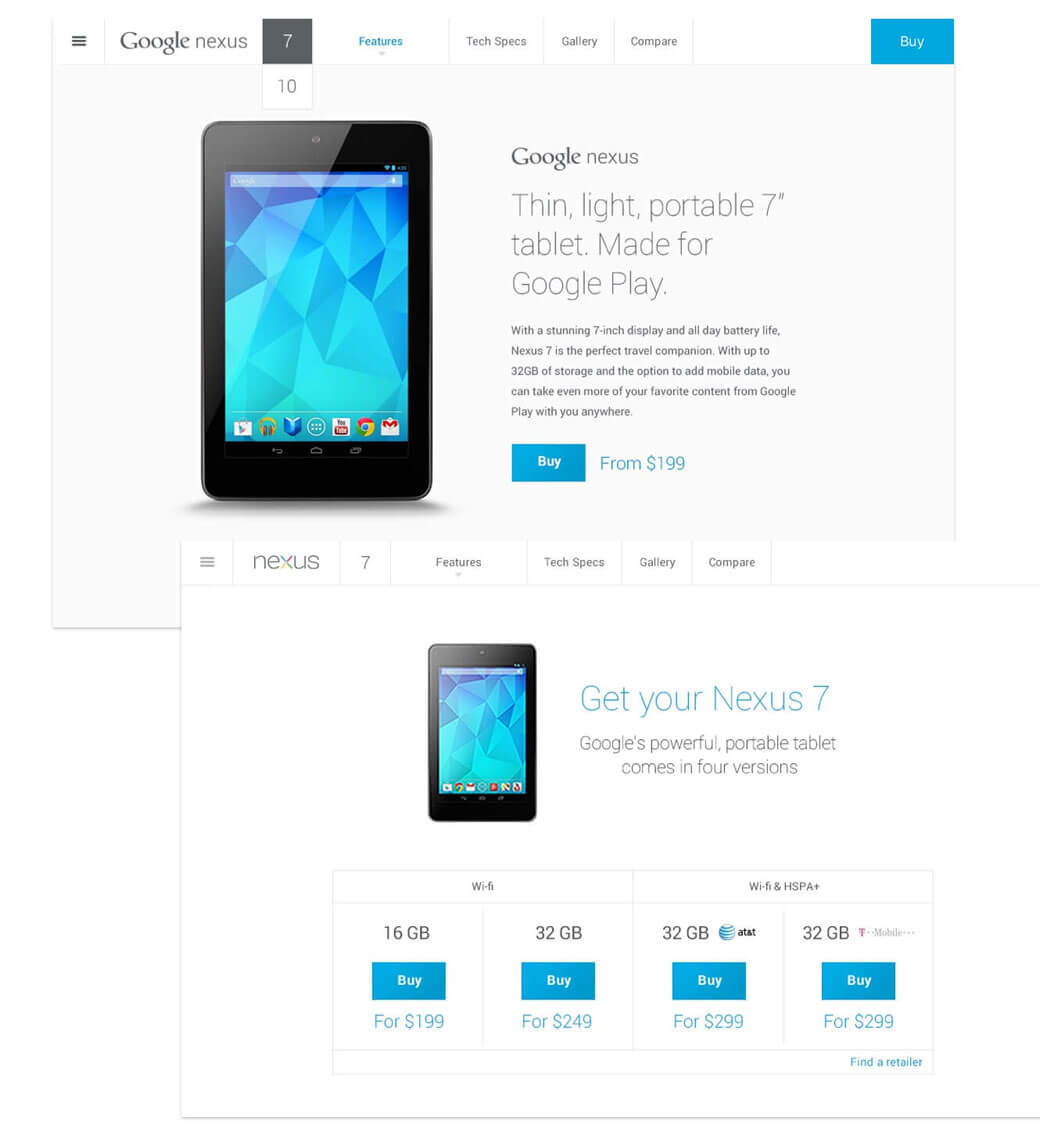 Google nexus
7
Features
Tech Specs
Gallery
Compare
Buy
10
4:35
Google
Google nexus
Thin, light, portable 7"
tablet. Made for
Google Play.
With a stunning 7-inch display and all day battery life,
Nexus 7 is the perfect travel companion. With up to
32GB of storage and the option to add mobile data, you
can take even more of your favorite content from Google
Play with you anywhere.
You
Tube
Buy
From $199
nexus
7
Features
Tech Specs
Gallery
Compare
Get your Nexus 7
Google's powerful, portable tablet
comes in four versions
Wi-fi
Wi-fi & HSPA+
16 GB
32 GB
32 GB at&t
32 GB T··Mobile···
Buy
Buy
Buy
Buy
For $199
For $249
For $299
For $299
Find a retailer